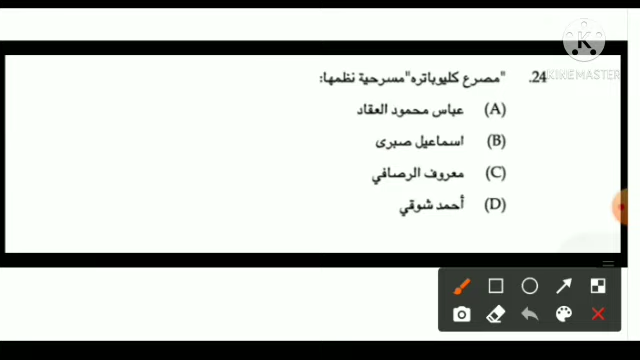 24. "مصرع كليوباتره" مسرحية نظمها:
(A) عباس محمود العقاد
(B) اسماعيل صبرى
(C) معروف الرصافي
(D) أحمد شوقي
KINEMASTER